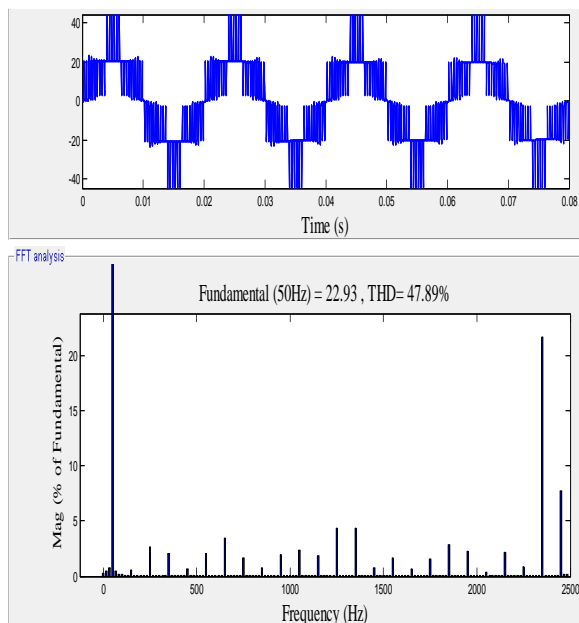 40
20
0
-20
-40
0 0.01 0.02 0.03 0.04 0.05 0.06 0.07 0.08
Time (s)
FFT analysis
Fundamental (50Hz) = 22.93 , THD= 47.89%
Mag (% of Fundamental)
20
15
10
5
0
0 500 1000 1500 2000 2500
Frequency (Hz)